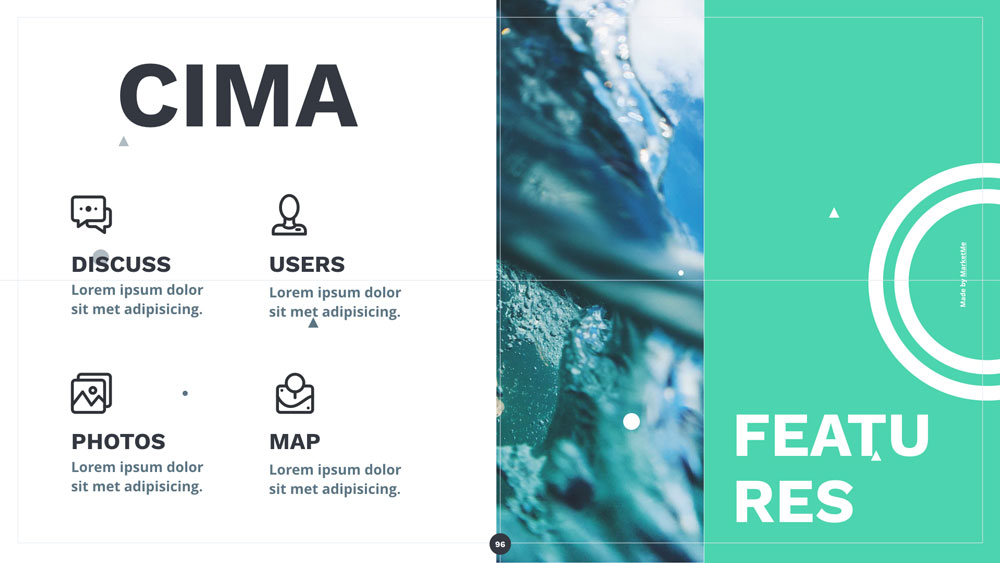 CIMA
DISCUSS
Lorem ipsum dolor
sit met adipisicing.
USERS
Lorem ipsum dolor
sit met adipisicing.
PHOTOS
Lorem ipsum dolor
sit met adipisicing.
MAP
Lorem ipsum dolor
sit met adipisicing.
96
Made by MarketMe
FEATU
RES